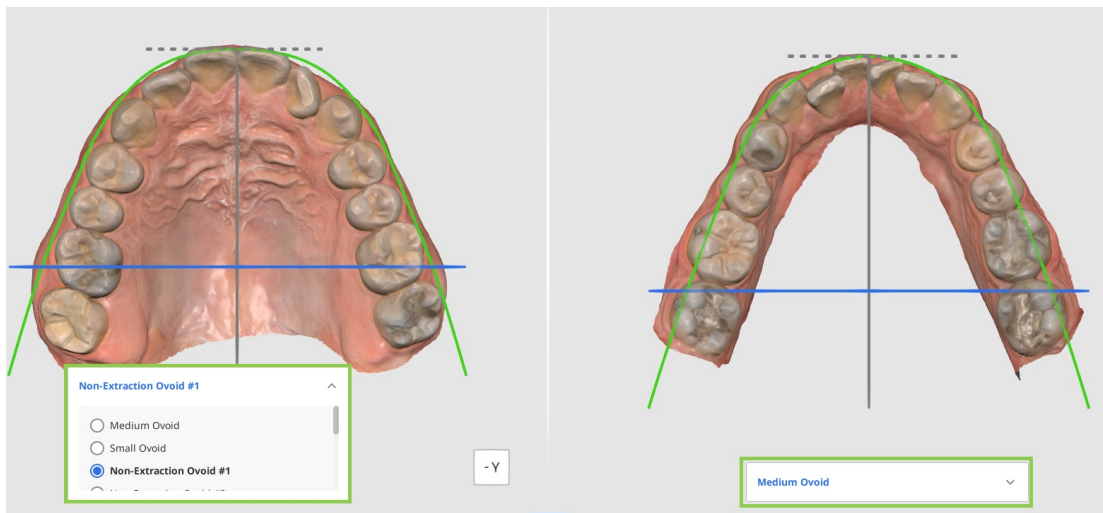 Non-Extraction Ovoid #1
Medium Ovoid
Small Ovoid
Non-Extraction Ovoid #1
- Y
Medium Ovoid